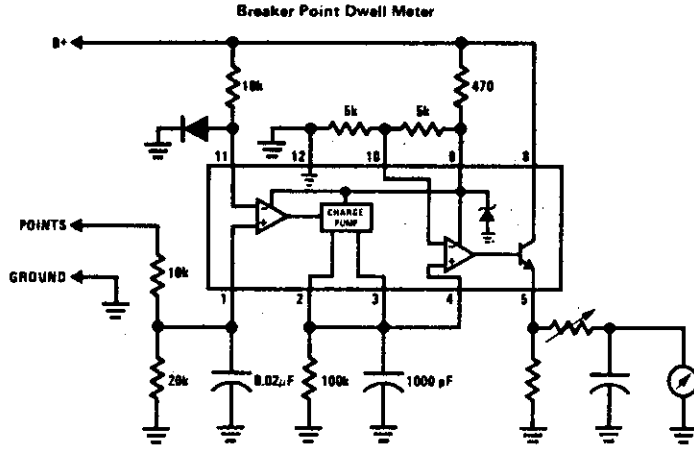 Breaker Point Dwell Meter
B+
10k
470
5k
5k
11
12
10
9
8
CHARGE
PUMP
POINTS
GROUND
10k
1
2
3
4
5
20k
0.02μF
100k
1000 pF